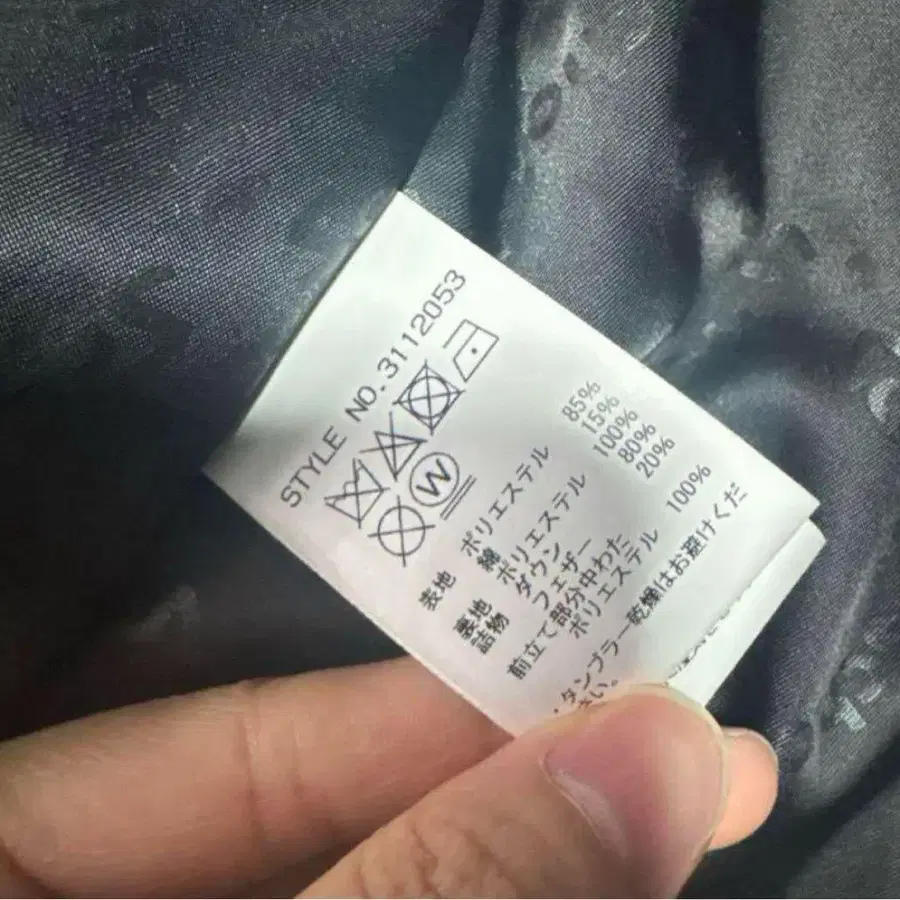 STYLE NO.3112053
W
表地 ポリエステル 85%
綿 15%
裏地 ポリエステル 100%
詰物 ダウン 80%
フェザー 20%
前立て部分中わた
ポリエステル 100%
・タンブラー乾燥はお避けくだ
さい。